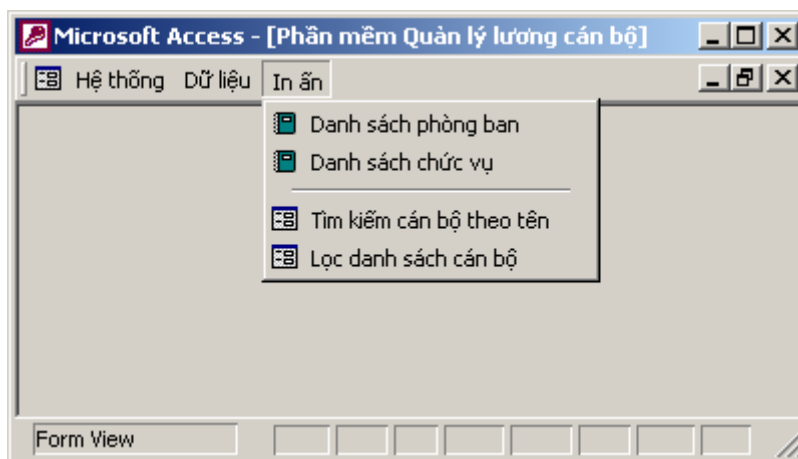 Microsoft Access - [Phần mềm Quản lý lương cán bộ]
Hệ thống Dữ liệu In ấn
Danh sách phòng ban
Danh sách chức vụ
Tìm kiếm cán bộ theo tên
Lọc danh sách cán bộ
Form View